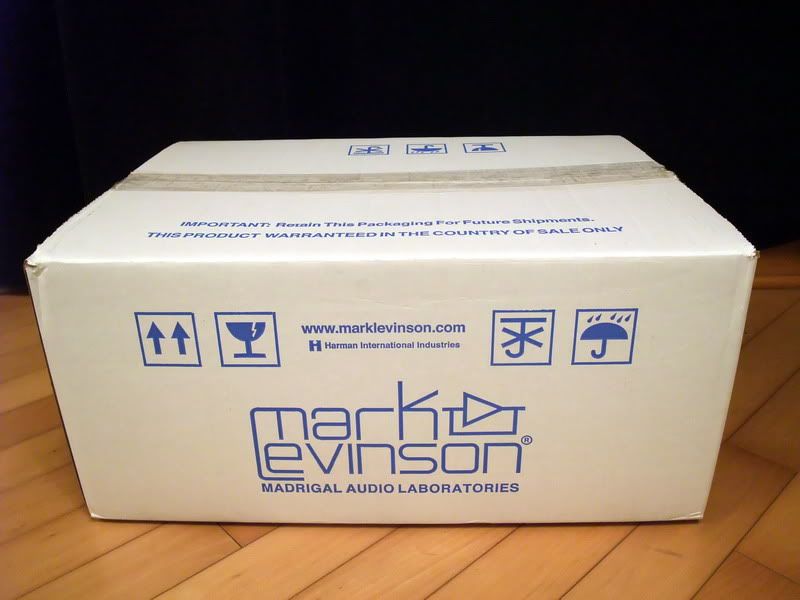 IMPORTANT: Retain This Packaging For Future Shipments.
THIS PRODUCT WARRANTEED IN THE COUNTRY OF SALE ONLY
www.marklevinson.com
H Harman International Industries
mark
Levinson®
MADRIGAL AUDIO LABORATORIES